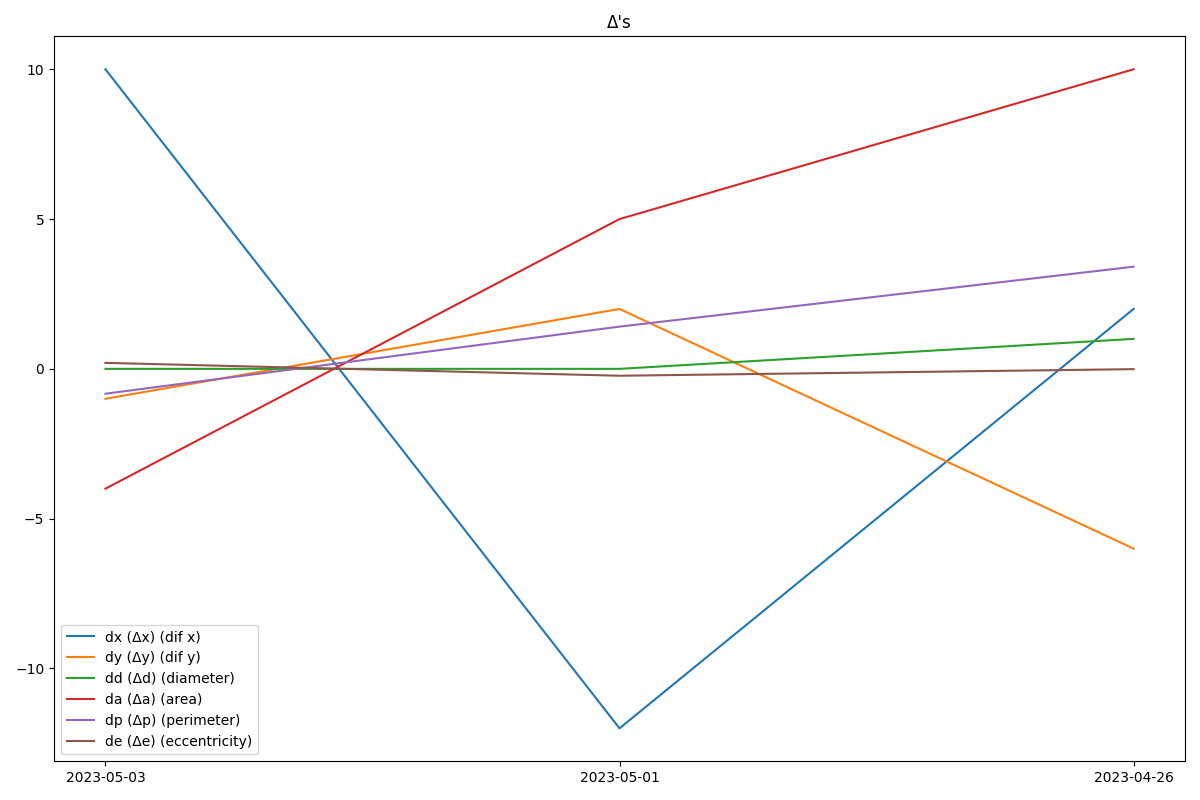 Δ's
10
5
0
−5
−10
dx (Δx) (dif x)
dy (Δy) (dif y)
dd (Δd) (diameter)
da (Δa) (area)
dp (Δp) (perimeter)
de (Δe) (eccentricity)
2023-05-03 2023-05-01 2023-04-26